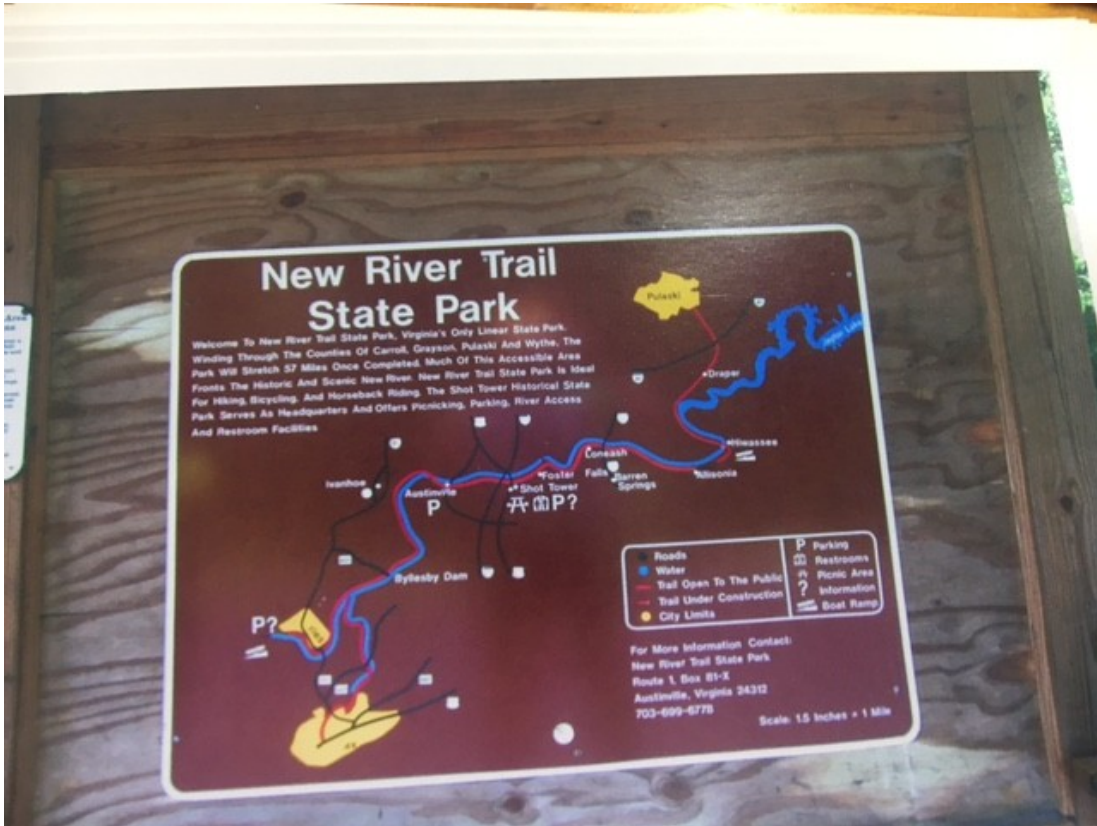 New River Trail
State Park
Welcome To New River Trail State Park, Virginia's Only Linear State Park.
Winding Through The Counties Of Carroll, Grayson, Pulaski And Wythe, The
Park Will Stretch 57 Miles Once Completed. Much Of This Accessible Area
Fronts The Historic And Scenic New River. New River Trail State Park Is Ideal
For Hiking, Bicycling, And Horseback Riding. The Shot Tower Historical State
Park Serves As Headquarters And Offers Picnicking, Parking, River Access
And Restroom Facilities
Pulaski
Draper
Hiwassee
Allisonia
Loneash
Falls
Barren
Springs
Foster
Shot Tower
P?
Austinville
P
Ivanhoe
Byllesby Dam
P?
Roads
Water
Trail Open To The Public
Trail Under Construction
City Limits
P Parking
Restrooms
Picnic Area
? Information
Boat Ramp
For More Information Contact:
New River Trail State Park
Route 1, Box 81-X
Austinville, Virginia 24312
703-699-6778
Scale: 1.5 Inches = 1 Mile